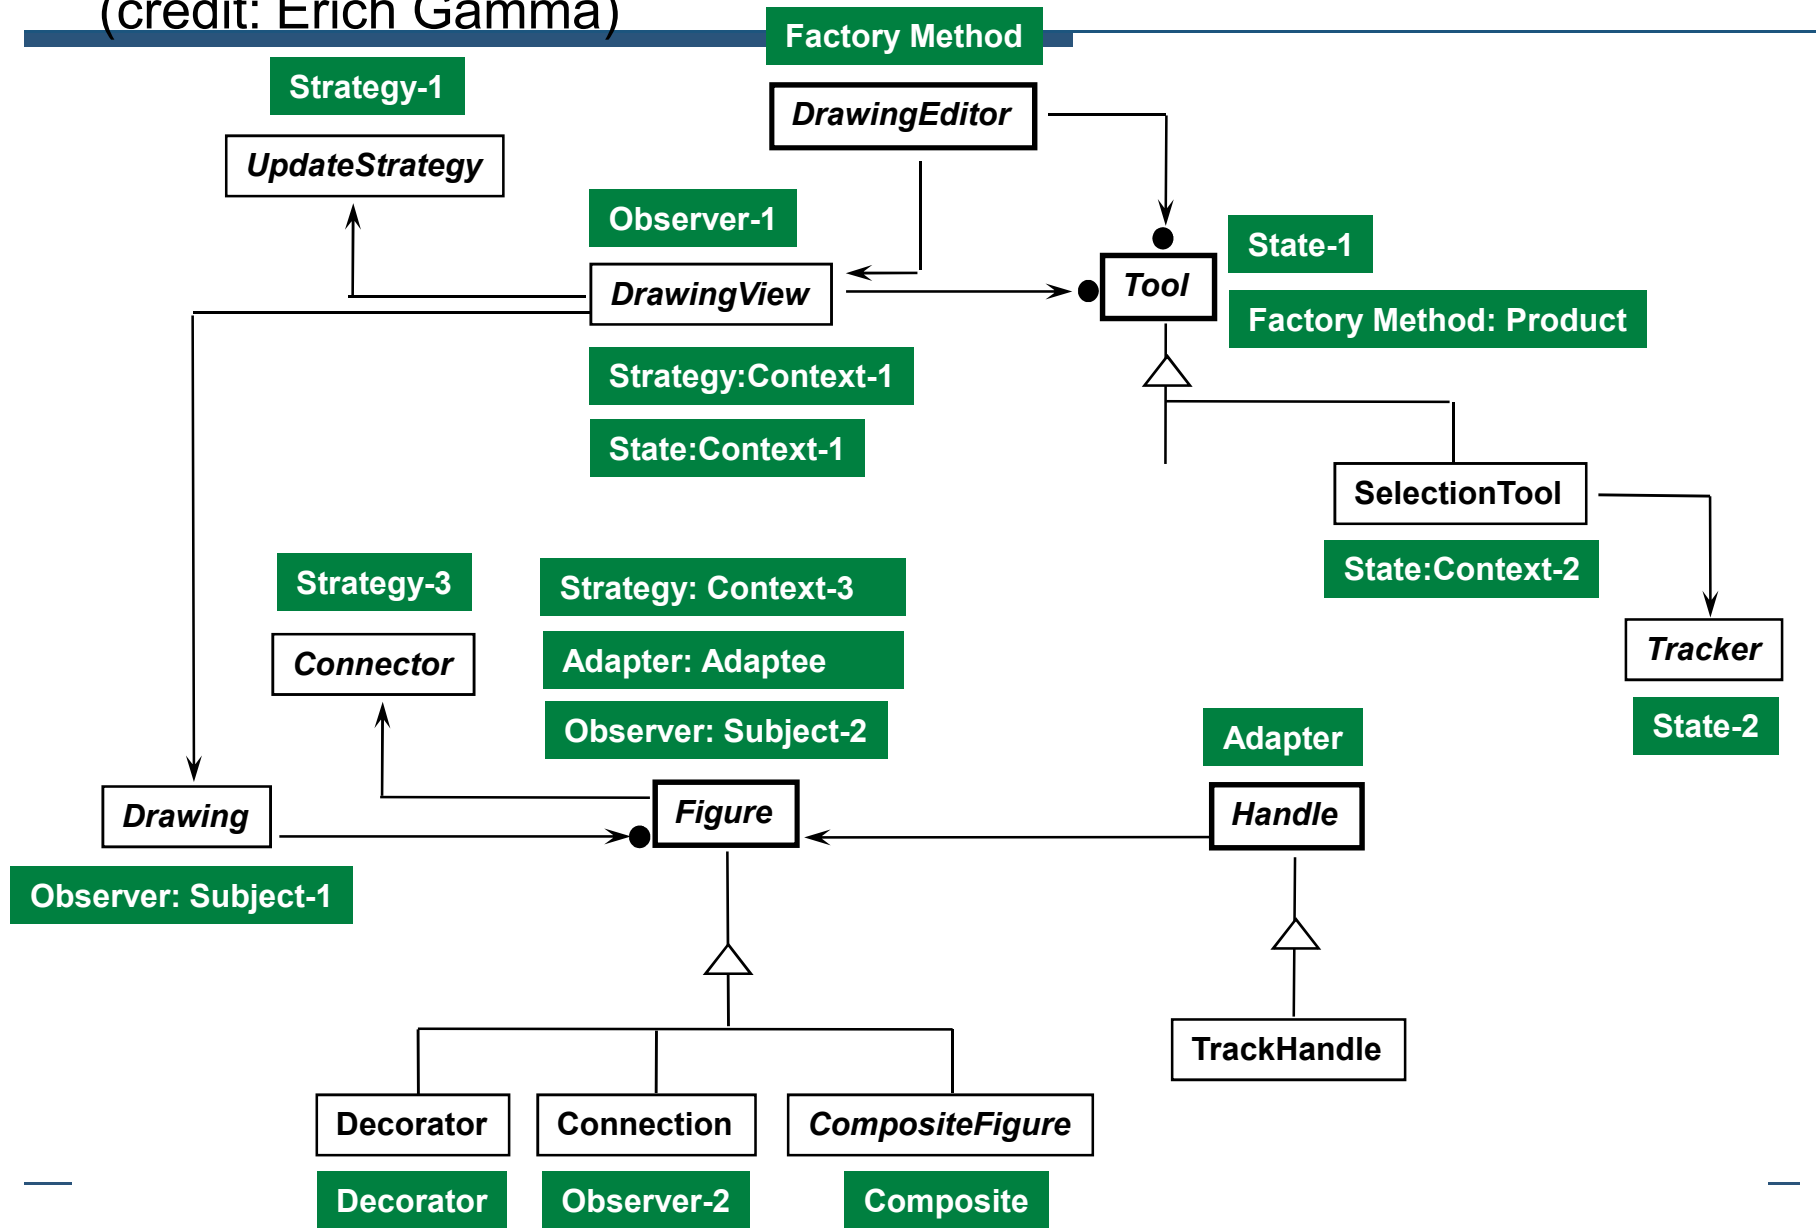 (credit: Erich Gamma)
Factory Method
Strategy-1
DrawingEditor
UpdateStrategy
Observer-1
State-1
DrawingView
Tool
Factory Method: Product
Strategy:Context-1
State:Context-1
SelectionTool
Strategy-3
Strategy: Context-3
State:Context-2
Connector
Adapter: Adaptee
Tracker
Observer: Subject-2
Adapter
State-2
Drawing
Figure
Handle
Observer: Subject-1
TrackHandle
Decorator
Connection
CompositeFigure
Decorator
Observer-2
Composite